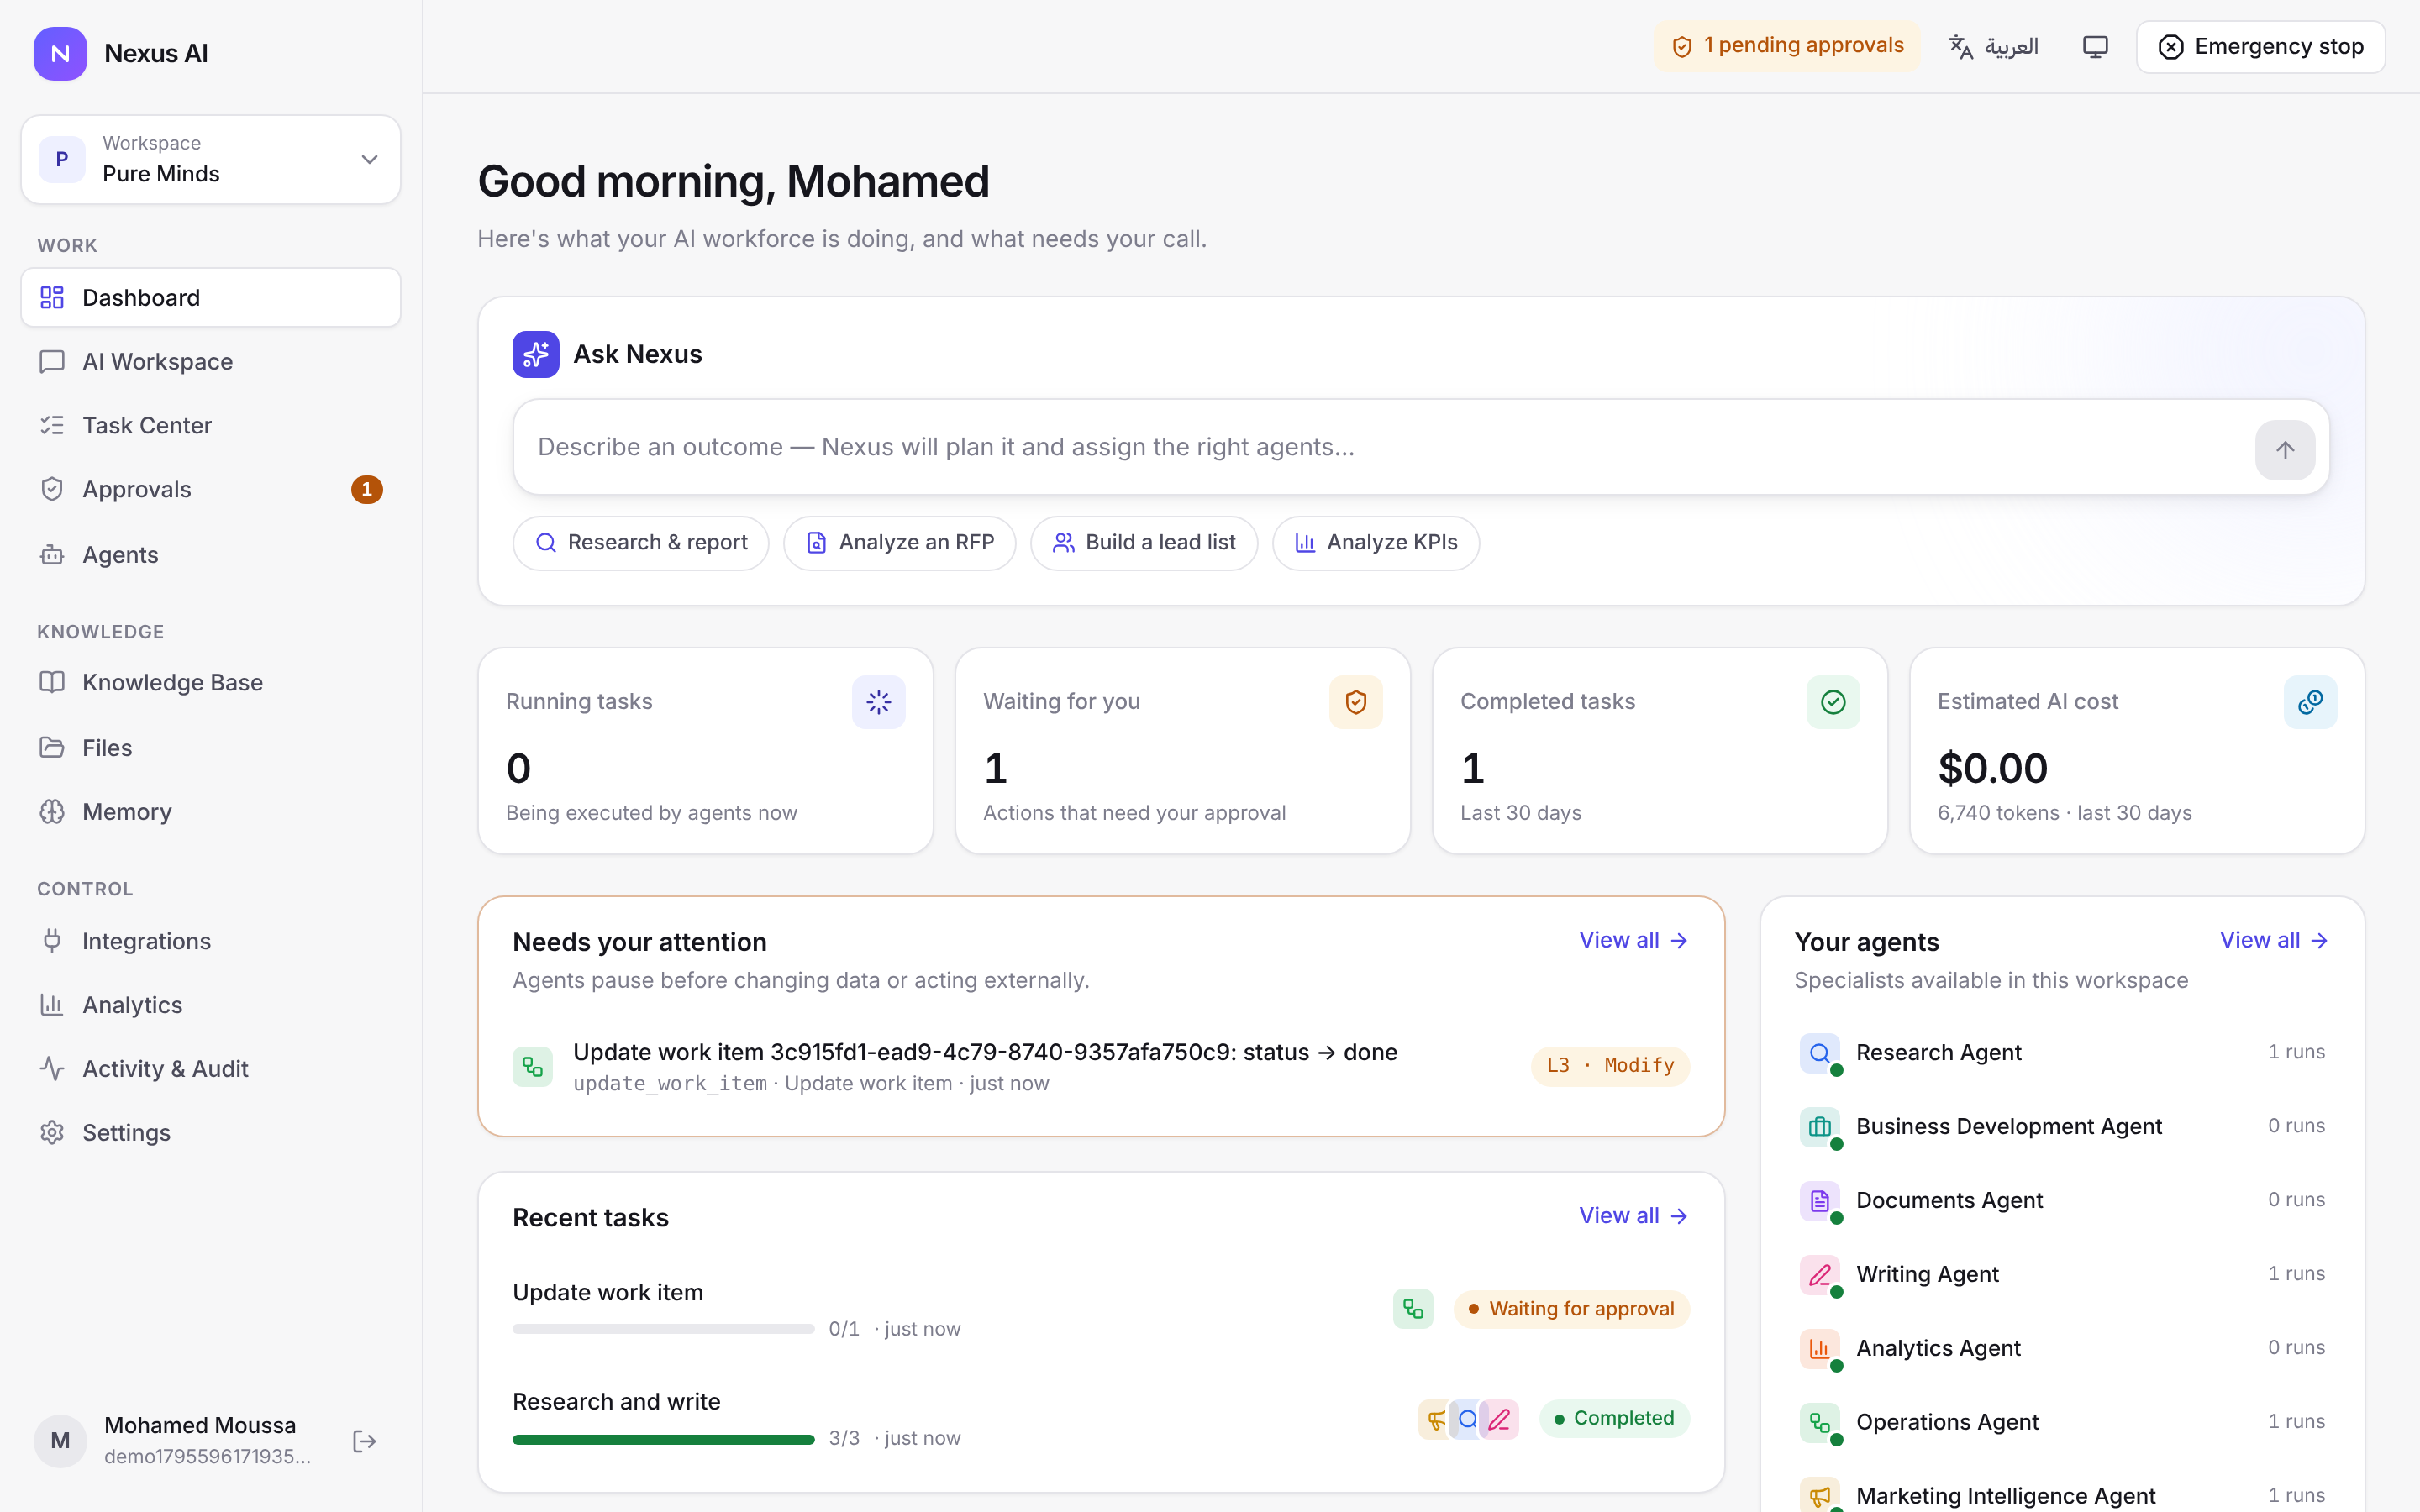 Nexus AI
Workspace
P
Pure Minds
WORK
Dashboard
AI Workspace
Task Center
Approvals
1
Agents
KNOWLEDGE
Knowledge Base
Files
Memory
CONTROL
Integrations
Analytics
Activity & Audit
Settings
M
Mohamed Moussa
demo1795596171935...
1 pending approvals
العربية
Emergency stop
Good morning, Mohamed
Here's what your AI workforce is doing, and what needs your call.
Ask Nexus
Describe an outcome — Nexus will plan it and assign the right agents...
Research & report
Analyze an RFP
Build a lead list
Analyze KPIs
Running tasks
0
Being executed by agents now
Waiting for you
1
Actions that need your approval
Completed tasks
1
Last 30 days
Estimated AI cost
$0.00
6,740 tokens · last 30 days
Needs your attention
View all →
Agents pause before changing data or acting externally.
Update work item 3c915fd1-ead9-4c79-8740-9357afa750c9: status → done
update_work_item · Update work item · just now
L3 · Modify
Recent tasks
View all →
Update work item
0/1 · just now
Waiting for approval
Research and write
3/3 · just now
Completed
Your agents
View all →
Specialists available in this workspace
Research Agent
1 runs
Business Development Agent
0 runs
Documents Agent
0 runs
Writing Agent
1 runs
Analytics Agent
0 runs
Operations Agent
1 runs
Marketing Intelligence Agent
1 runs